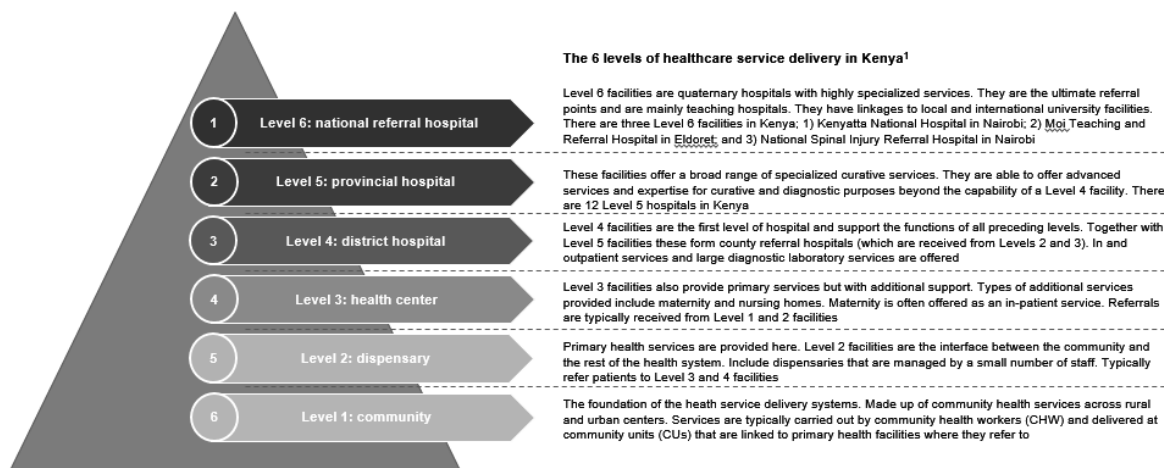 The 6 levels of healthcare service delivery in Kenya1
1
Level 6: national referral hospital
Level 6 facilities are quaternary hospitals with highly specialized services. They are the ultimate referral
points and are mainly teaching hospitals. They have linkages to local and international university facilities.
There are three Level 6 facilities in Kenya; 1) Kenyatta National Hospital in Nairobi; 2) Moi Teaching and
Referral Hospital in Eldoret; and 3) National Spinal Injury Referral Hospital in Nairobi
2
Level 5: provincial hospital
These facilities offer a broad range of specialized curative services. They are able to offer advanced
services and expertise for curative and diagnostic purposes beyond the capability of a Level 4 facility. There
are 12 Level 5 hospitals in Kenya
3
Level 4: district hospital
Level 4 facilities are the first level of hospital and support the functions of all preceding levels. Together with
Level 5 facilities these form county referral hospitals (which are received from Levels 2 and 3). In and
outpatient services and large diagnostic laboratory services are offered
4
Level 3: health center
Level 3 facilities also provide primary services but with additional support. Types of additional services
provided include maternity and nursing homes. Maternity is often offered as an in-patient service. Referrals
are typically received from Level 1 and 2 facilities
5
Level 2: dispensary
Primary health services are provided here. Level 2 facilities are the interface between the community and
the rest of the health system. Include dispensaries that are managed by a small number of staff. Typically
refer patients to Level 3 and 4 facilities
6
Level 1: community
The foundation of the heath service delivery systems. Made up of community health services across rural
and urban centers. Services are typically carried out by community health workers (CHW) and delivered at
community units (CUs) that are linked to primary health facilities where they refer to